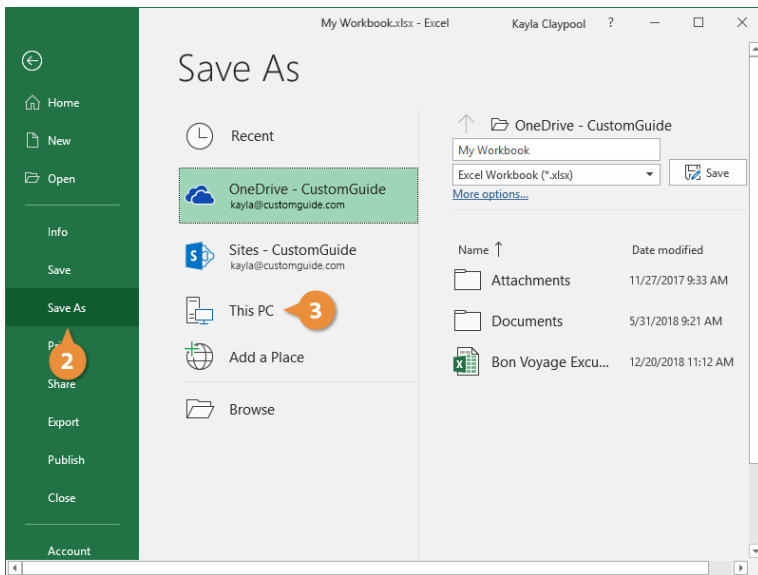 My Workbook.xlsx - Excel
Kayla Claypool
?
Save As
Home
New
Open
Info
Save
Save As
2
Share
Export
Publish
Close
Account
Recent
OneDrive - CustomGuide
kayla@customguide.com
Sites - CustomGuide
kayla@customguide.com
This PC
3
Add a Place
Browse
OneDrive - CustomGuide
My Workbook
Excel Workbook (*.xlsx)
Save
More options...
Name Date modified
Attachments 11/27/2017 9:33 AM
Documents 5/31/2018 9:21 AM
Bon Voyage Excu... 12/20/2018 11:12 AM